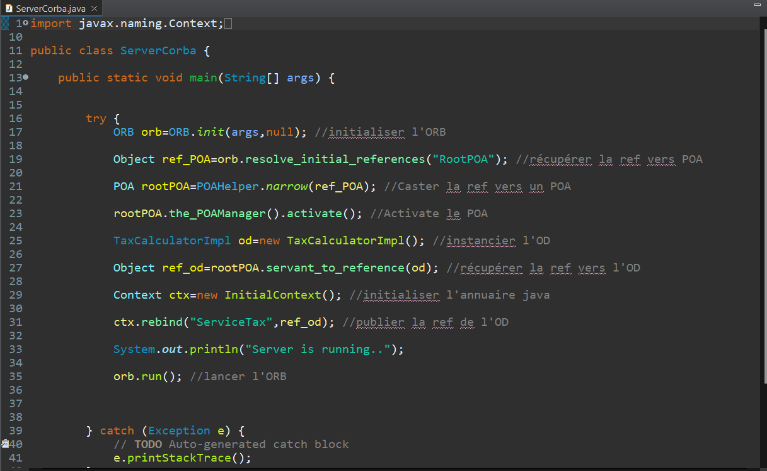 ServerCorba.java
1 import javax.naming.Context;
10
11 public class ServerCorba {
12
13 public static void main(String[] args) {
14
15
16 try {
17 ORB orb=ORB.init(args,null); //initialiser l'ORB
18
19 Object ref_POA=orb.resolve_initial_references("RootPOA"); //récupérer la ref vers POA
20
21 POA rootPOA=POAHelper.narrow(ref_POA); //Caster la ref vers un POA
22
23 rootPOA.the_POAManager().activate(); //Activate le POA
24
25 TaxCalculatorImpl od=new TaxCalculatorImpl(); //instancier l'OD
26
27 Object ref_od=rootPOA.servant_to_reference(od); //récupérer la ref vers l'OD
28
29 Context ctx=new InitialContext(); //initialiser l'annuaire java
30
31 ctx.rebind("ServiceTax",ref_od); //publier la ref de l'OD
32
33 System.out.println("Server is running..");
34
35 orb.run(); //lancer l'ORB
36
37
38
39 } catch (Exception e) {
40 // TODO Auto-generated catch block
41 e.printStackTrace();